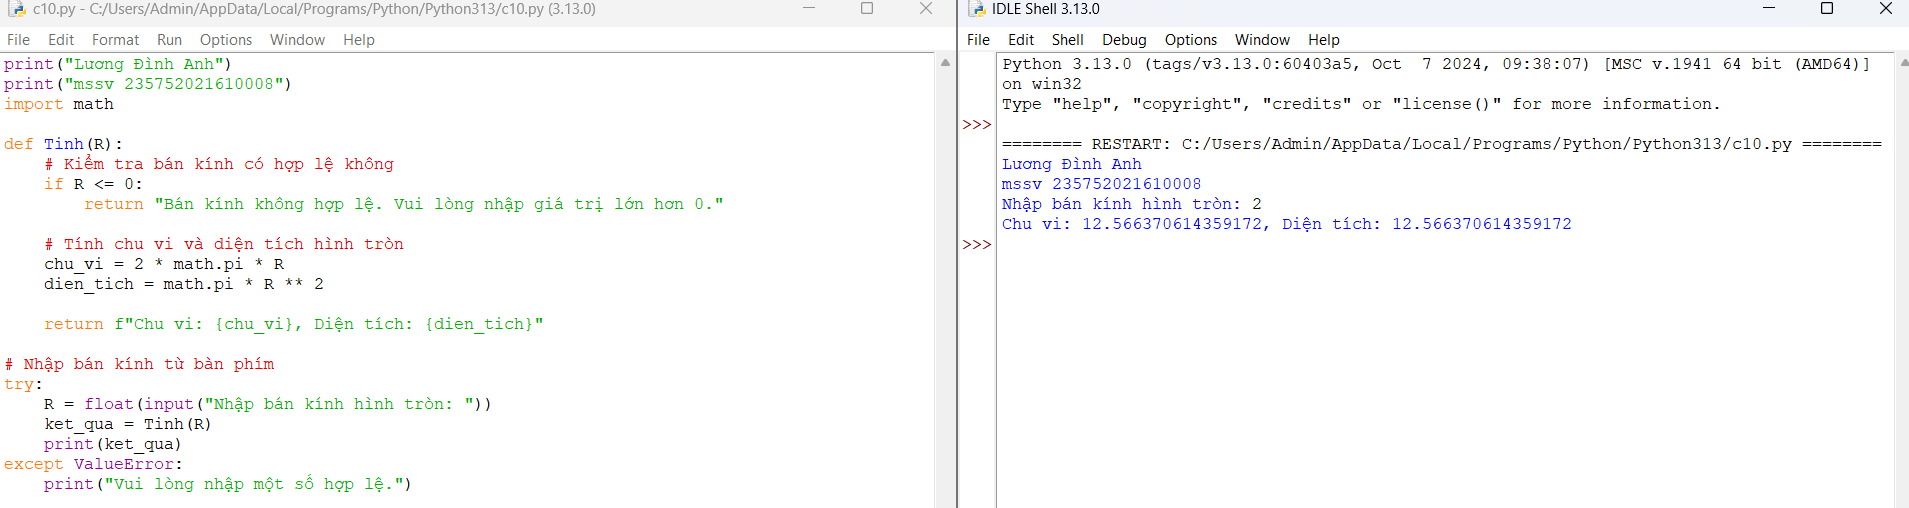 c10.py - C:/Users/Admin/AppData/Local/Programs/Python/Python313/c10.py (3.13.0)
File Edit Format Run Options Window Help
print("Lương Đình Anh")
print("mssv 235752021610008")
import math

def Tinh(R):
    # Kiểm tra bán kính có hợp lệ không
    if R <= 0:
        return "Bán kính không hợp lệ. Vui lòng nhập giá trị lớn hơn 0."

    # Tính chu vi và diện tích hình tròn
    chu_vi = 2 * math.pi * R
    dien_tich = math.pi * R ** 2

    return f"Chu vi: {chu_vi}, Diện tích: {dien_tich}"

# Nhập bán kính từ bàn phím
try:
    R = float(input("Nhập bán kính hình tròn: "))
    ket_qua = Tinh(R)
    print(ket_qua)
except ValueError:
    print("Vui lòng nhập một số hợp lệ.")
IDLE Shell 3.13.0
File Edit Shell Debug Options Window Help
Python 3.13.0 (tags/v3.13.0:60403a5, Oct  7 2024, 09:38:07) [MSC v.1941 64 bit (AMD64)]
on win32
Type "help", "copyright", "credits" or "license()" for more information.
>>>
======== RESTART: C:/Users/Admin/AppData/Local/Programs/Python/Python313/c10.py ========
Lương Đình Anh
mssv 235752021610008
Nhập bán kính hình tròn: 2
Chu vi: 12.566370614359172, Diện tích: 12.566370614359172
>>>